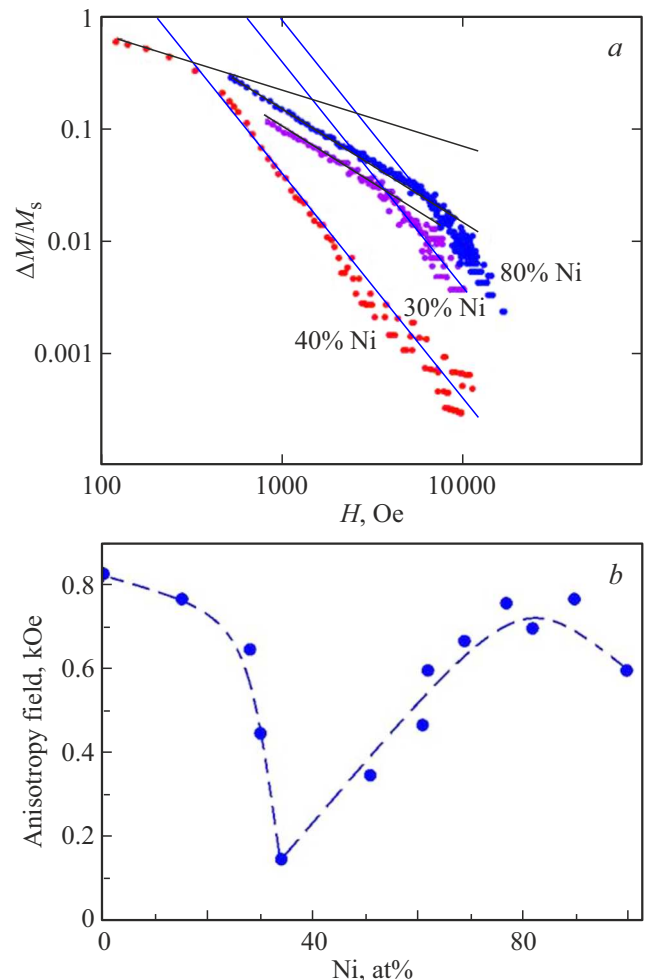 1
a
0.1
ΔM/Mₛ
0.01
80% Ni
30% Ni
40% Ni
0.001
100
1000
10000
H, Oe
b
0.8
0.6
Anisotropy field, kOe
0.4
0.2
0
0
40
80
Ni, at%